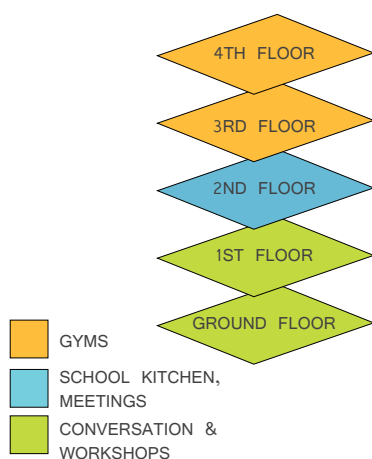 4TH FLOOR
3RD FLOOR
2ND FLOOR
1ST FLOOR
GROUND FLOOR
GYMS
SCHOOL KITCHEN,
MEETINGS
CONVERSATION &
WORKSHOPS